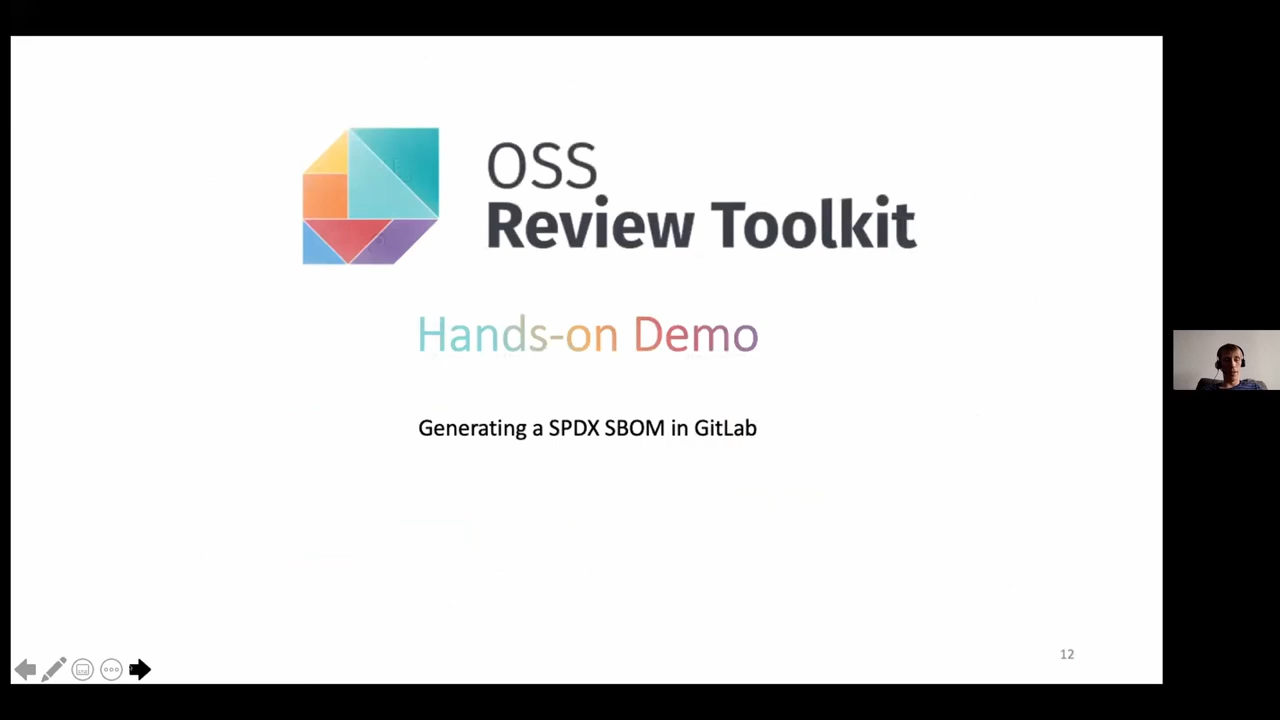 OSS
Review Toolkit
Hands-on Demo
Generating a SPDX SBOM in GitLab
12